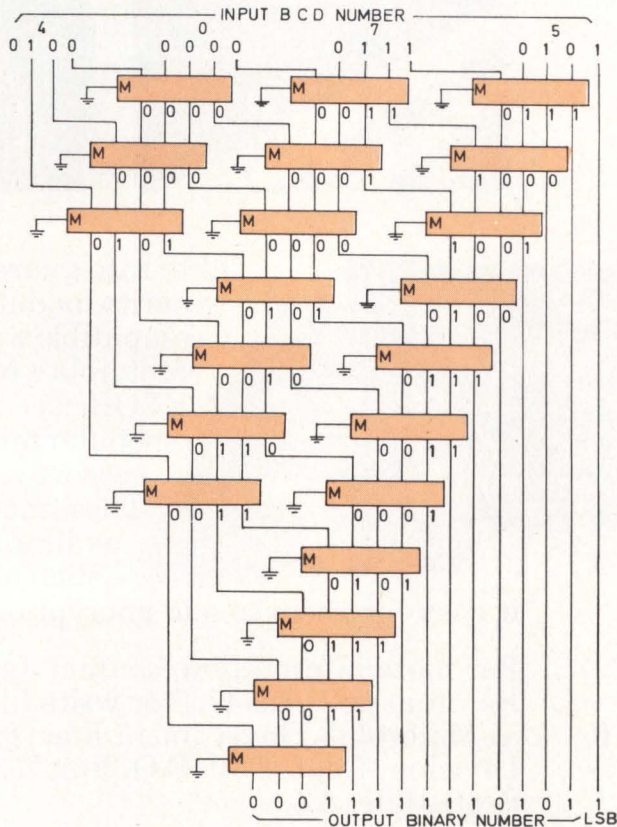 INPUT BCD NUMBER
4 0 7 5
0 1 0 0 0 0 0 0 0 1 1 1 0 1 0 1
M M M
0 0 0 0 0 0 1 1 0 1 1 1
M M M
0 0 0 0 0 0 0 1 1 0 0 0
M M M
0 1 0 1 0 0 0 0 1 0 0 1
M M
0 1 0 1 0 1 0 0
M M
0 0 1 0 0 1 1 1
M M
0 1 1 0 0 0 1 1
M M
0 0 1 1 0 0 0 1
M
0 1 0 1
M
0 1 1 1
M
0 0 1 1
M
0 0 0 1 1 1 1 1 1 1 0 1 0 1 1
OUTPUT BINARY NUMBER LSB